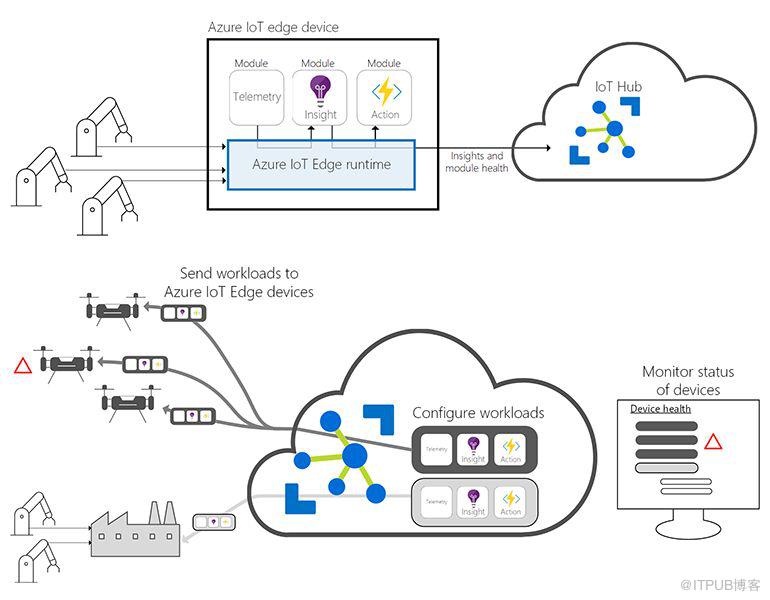 Azure IoT edge device
Module
Module
Module
Telemetry
Insight
Action
Azure IoT Edge runtime
Insights and
module health
IoT Hub
Send workloads to
Azure IoT Edge devices
Configure workloads
Telemetry
Insight
Action
Telemetry
Insight
Action
Monitor status
of devices
Device health
@ITPUB博客